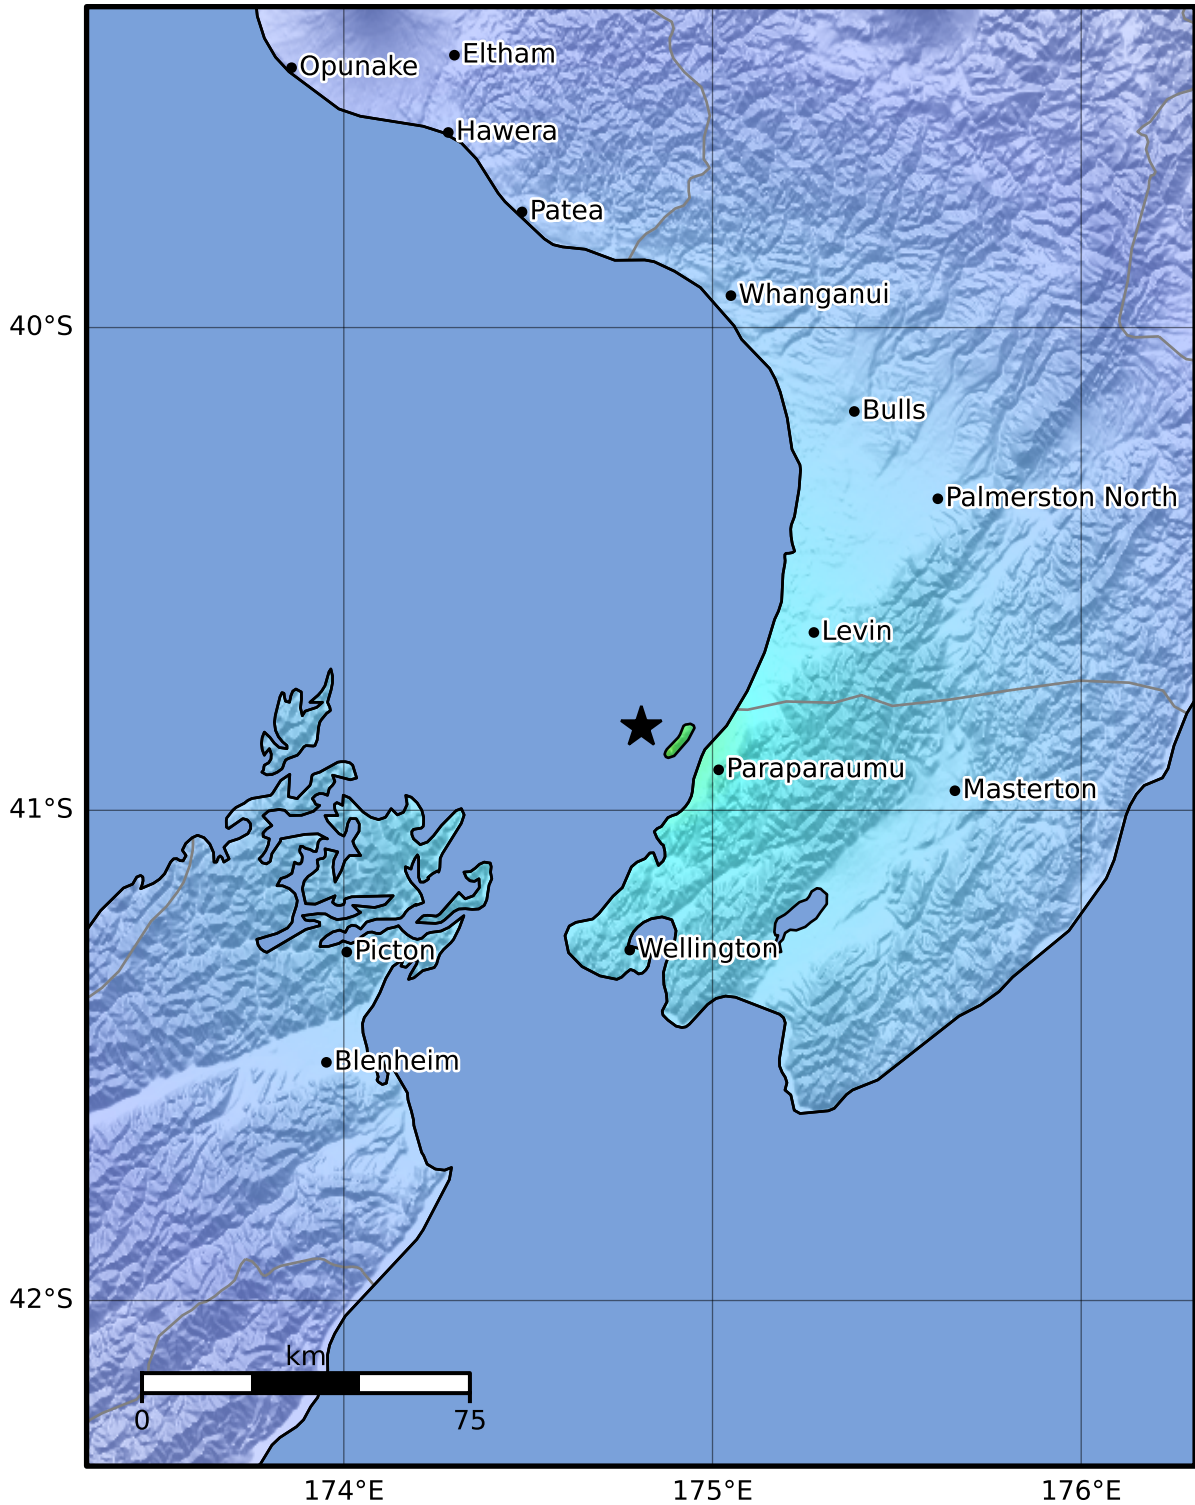 Eltham
Opunake
Hawera
Patea
Whanganui
40°S
Bulls
Palmerston North
Levin
Paraparaumu
Masterton
41°S
Wellington
Picton
Blenheim
42°S
km
0 75
174°E 175°E 176°E